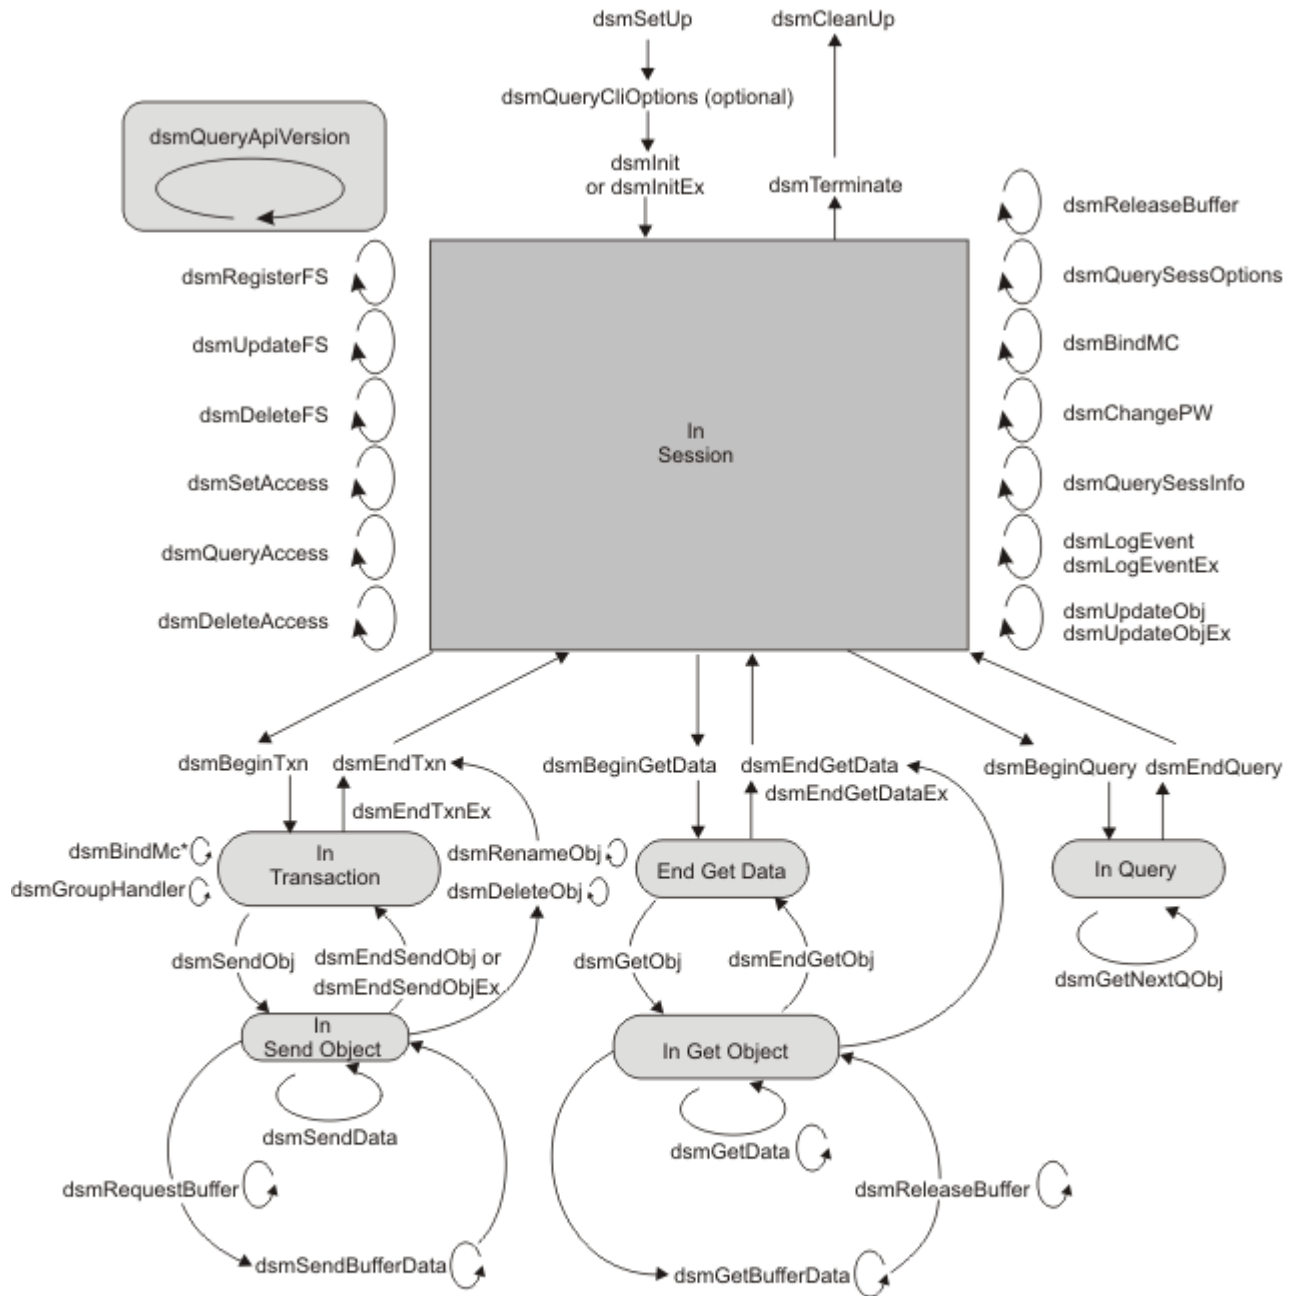 dsmSetUp
dsmCleanUp
dsmQueryCliOptions (optional)
dsmQueryApiVersion
dsmInit
or dsmInitEx
dsmTerminate
dsmReleaseBuffer
dsmRegisterFS
dsmQuerySessOptions
dsmUpdateFS
dsmBindMC
dsmDeleteFS
dsmChangePW
In
Session
dsmSetAccess
dsmQuerySessInfo
dsmQueryAccess
dsmLogEvent
dsmLogEventEx
dsmDeleteAccess
dsmUpdateObj
dsmUpdateObjEx
dsmBeginTxn
dsmEndTxn
dsmBeginGetData
dsmEndGetData
dsmBeginQuery
dsmEndQuery
dsmEndTxnEx
dsmEndGetDataEx
dsmBindMc*
In
Transaction
dsmRenameObj
End Get Data
In Query
dsmGroupHandler
dsmDeleteObj
dsmSendObj
dsmEndSendObj or
dsmEndSendObjEx
dsmGetObj
dsmEndGetObj
dsmGetNextQObj
In
Send Object
In Get Object
dsmSendData
dsmGetData
dsmRequestBuffer
dsmReleaseBuffer
dsmSendBufferData
dsmGetBufferData